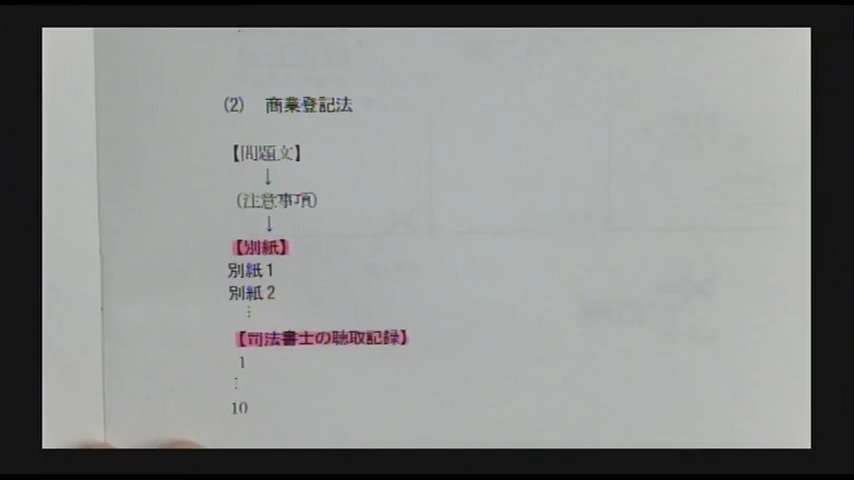 (2) 商業登記法
【問題文】
↓
(注意事項)
↓
【別紙】
別紙1
別紙2
⋮
【司法書士の聴取記録】
1
⋮
10